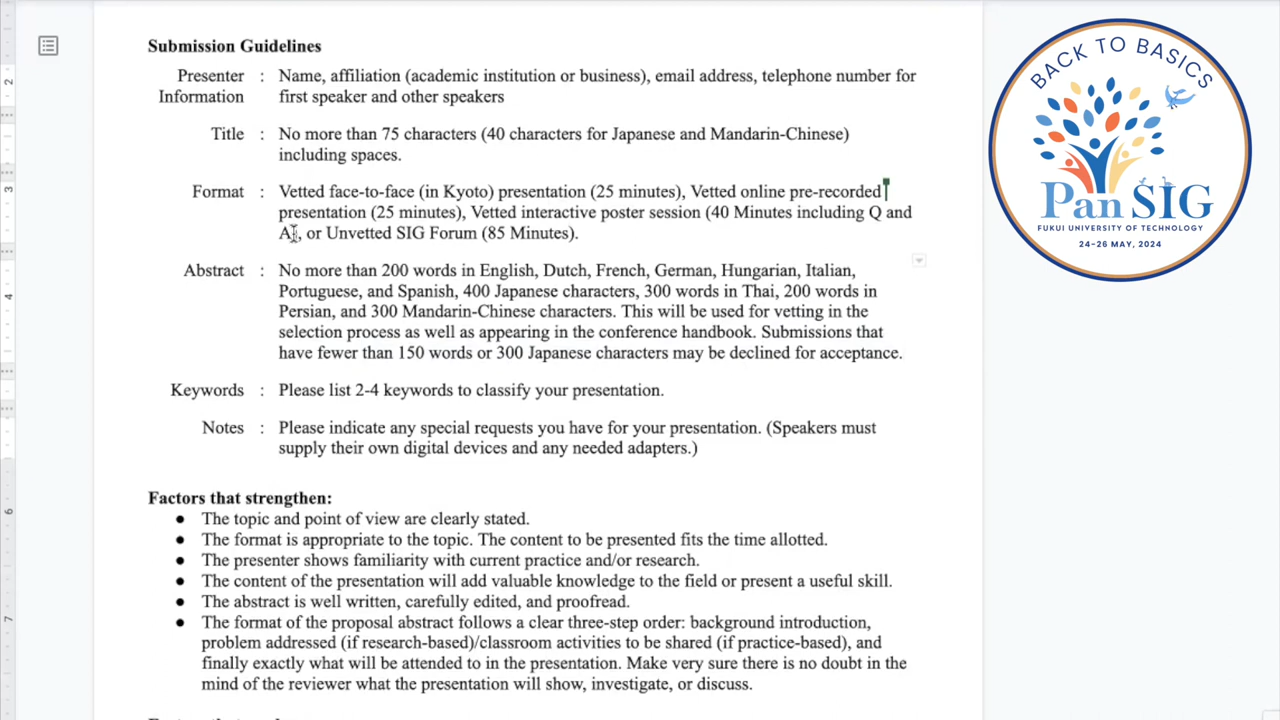 Submission Guidelines
Presenter : Name, affiliation (academic institution or business), email address, telephone number for
Information first speaker and other speakers
Title : No more than 75 characters (40 characters for Japanese and Mandarin-Chinese)
including spaces.
Format : Vetted face-to-face (in Kyoto) presentation (25 minutes), Vetted online pre-recorded
presentation (25 minutes), Vetted interactive poster session (40 Minutes including Q and
A), or Unvetted SIG Forum (85 Minutes).
Abstract : No more than 200 words in English, Dutch, French, German, Hungarian, Italian,
Portuguese, and Spanish, 400 Japanese characters, 300 words in Thai, 200 words in
Persian, and 300 Mandarin-Chinese characters. This will be used for vetting in the
selection process as well as appearing in the conference handbook. Submissions that
have fewer than 150 words or 300 Japanese characters may be declined for acceptance.
Keywords : Please list 2-4 keywords to classify your presentation.
Notes : Please indicate any special requests you have for your presentation. (Speakers must
supply their own digital devices and any needed adapters.)
Factors that strengthen:
● The topic and point of view are clearly stated.
● The format is appropriate to the topic. The content to be presented fits the time allotted.
● The presenter shows familiarity with current practice and/or research.
● The content of the presentation will add valuable knowledge to the field or present a useful skill.
● The abstract is well written, carefully edited, and proofread.
● The format of the proposal abstract follows a clear three-step order: background introduction,
problem addressed (if research-based)/classroom activities to be shared (if practice-based), and
finally exactly what will be attended to in the presentation. Make very sure there is no doubt in the
mind of the reviewer what the presentation will show, investigate, or discuss.
BACK TO BASICS
Pan SIG
FUKUI UNIVERSITY OF TECHNOLOGY
24-26 MAY, 2024
2
3
4
6
7